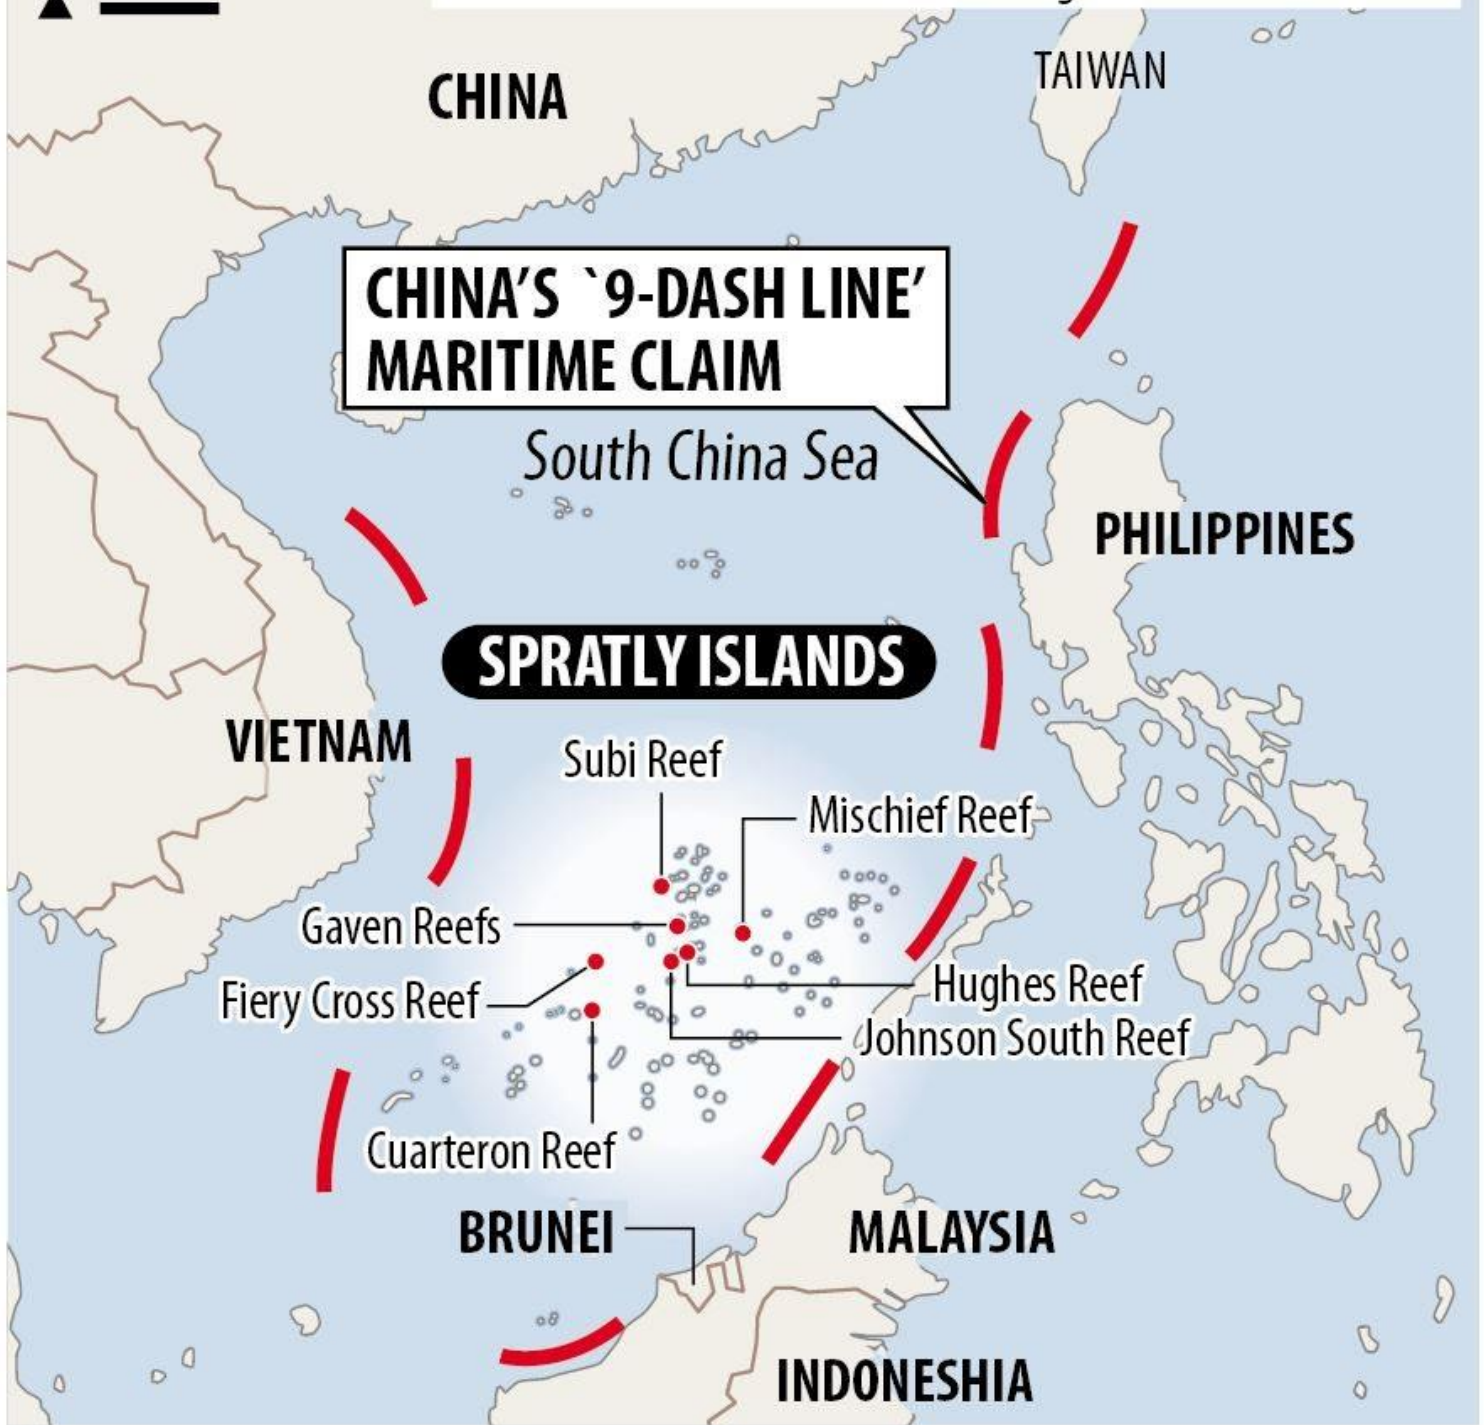 CHINA
TAIWAN
CHINA’S `9-DASH LINE’
MARITIME CLAIM
South China Sea
PHILIPPINES
SPRATLY ISLANDS
VIETNAM
Subi Reef
Mischief Reef
Gaven Reefs
Fiery Cross Reef
Hughes Reef
Johnson South Reef
Cuarteron Reef
BRUNEI
MALAYSIA
INDONESHIA